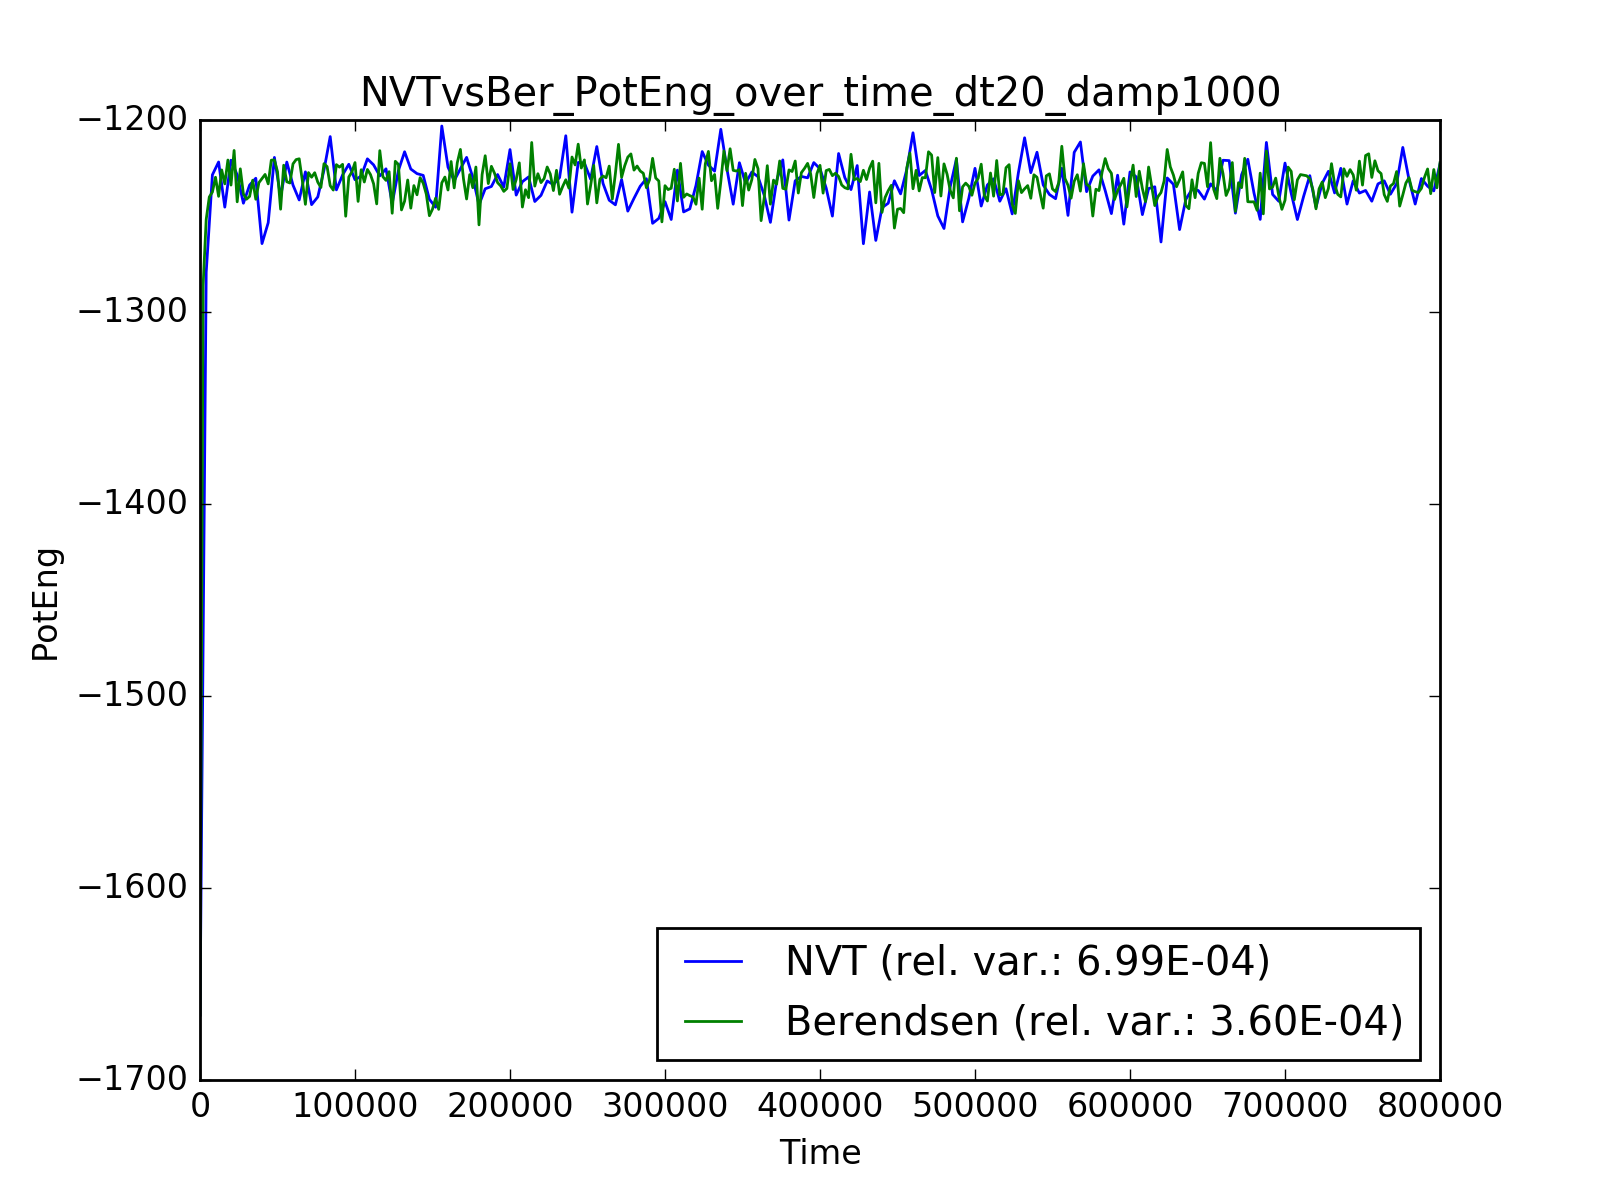 NVTvsBer_PotEng_over_time_dt20_damp1000
−1200
−1300
−1400
−1500
−1600
−1700
PotEng
NVT (rel. var.: 6.99E-04)
Berendsen (rel. var.: 3.60E-04)
0 100000 200000 300000 400000 500000 600000 700000 800000
Time